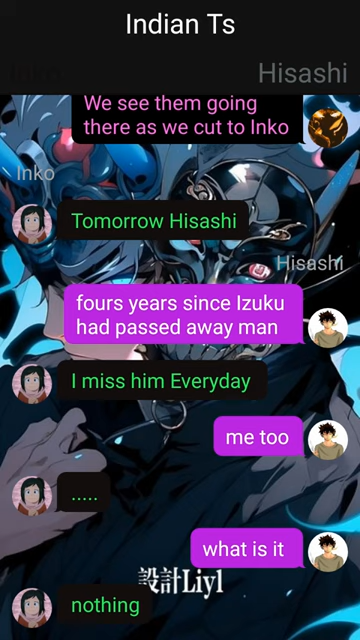 Indian Ts
Hisashi
We see them going
there as we cut to Inko
Inko
Tomorrow Hisashi
Hisashi
fours years since Izuku
had passed away man
I miss him Everyday
me too
.....
what is it
設計Liyl
nothing